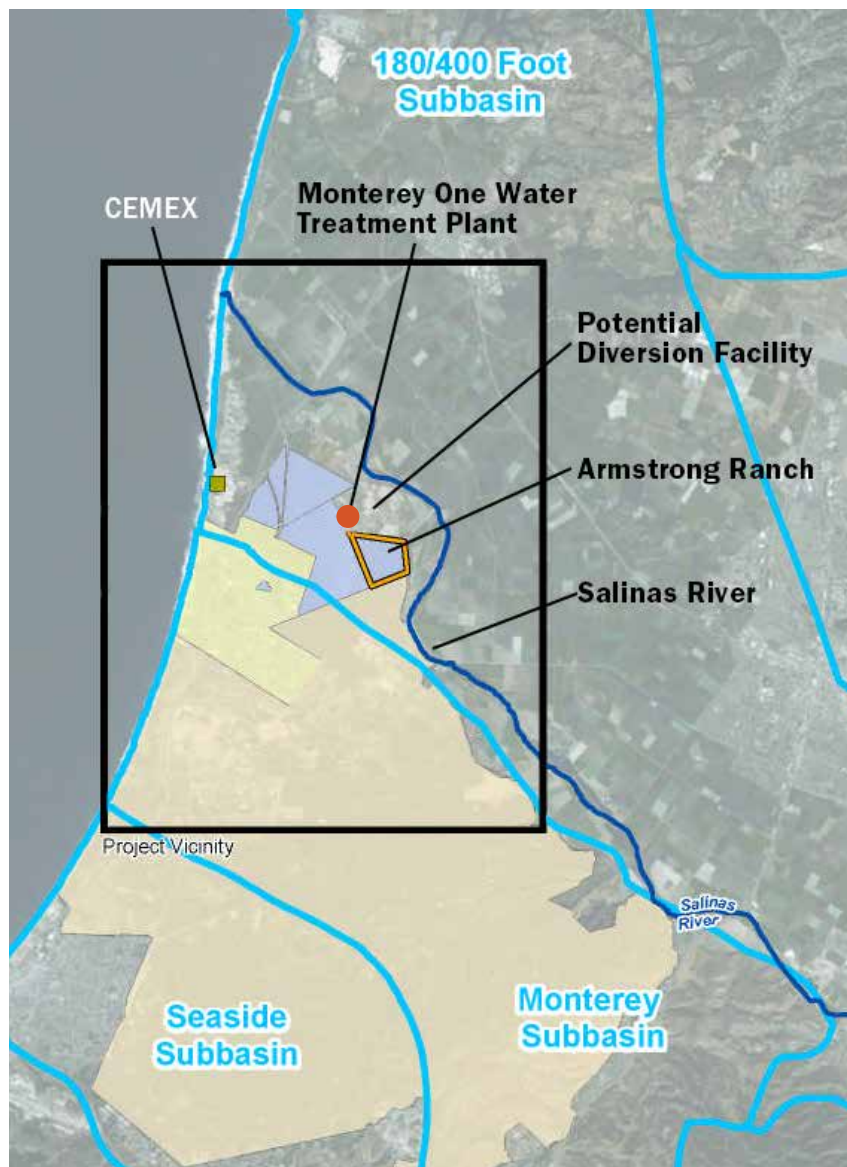 180/400 Foot
Subbasin
CEMEX
Monterey One Water
Treatment Plant
Potential
Diversion Facility
Armstrong Ranch
Salinas River
Project Vicinity
Salinas
River
Seaside
Subbasin
Monterey
Subbasin